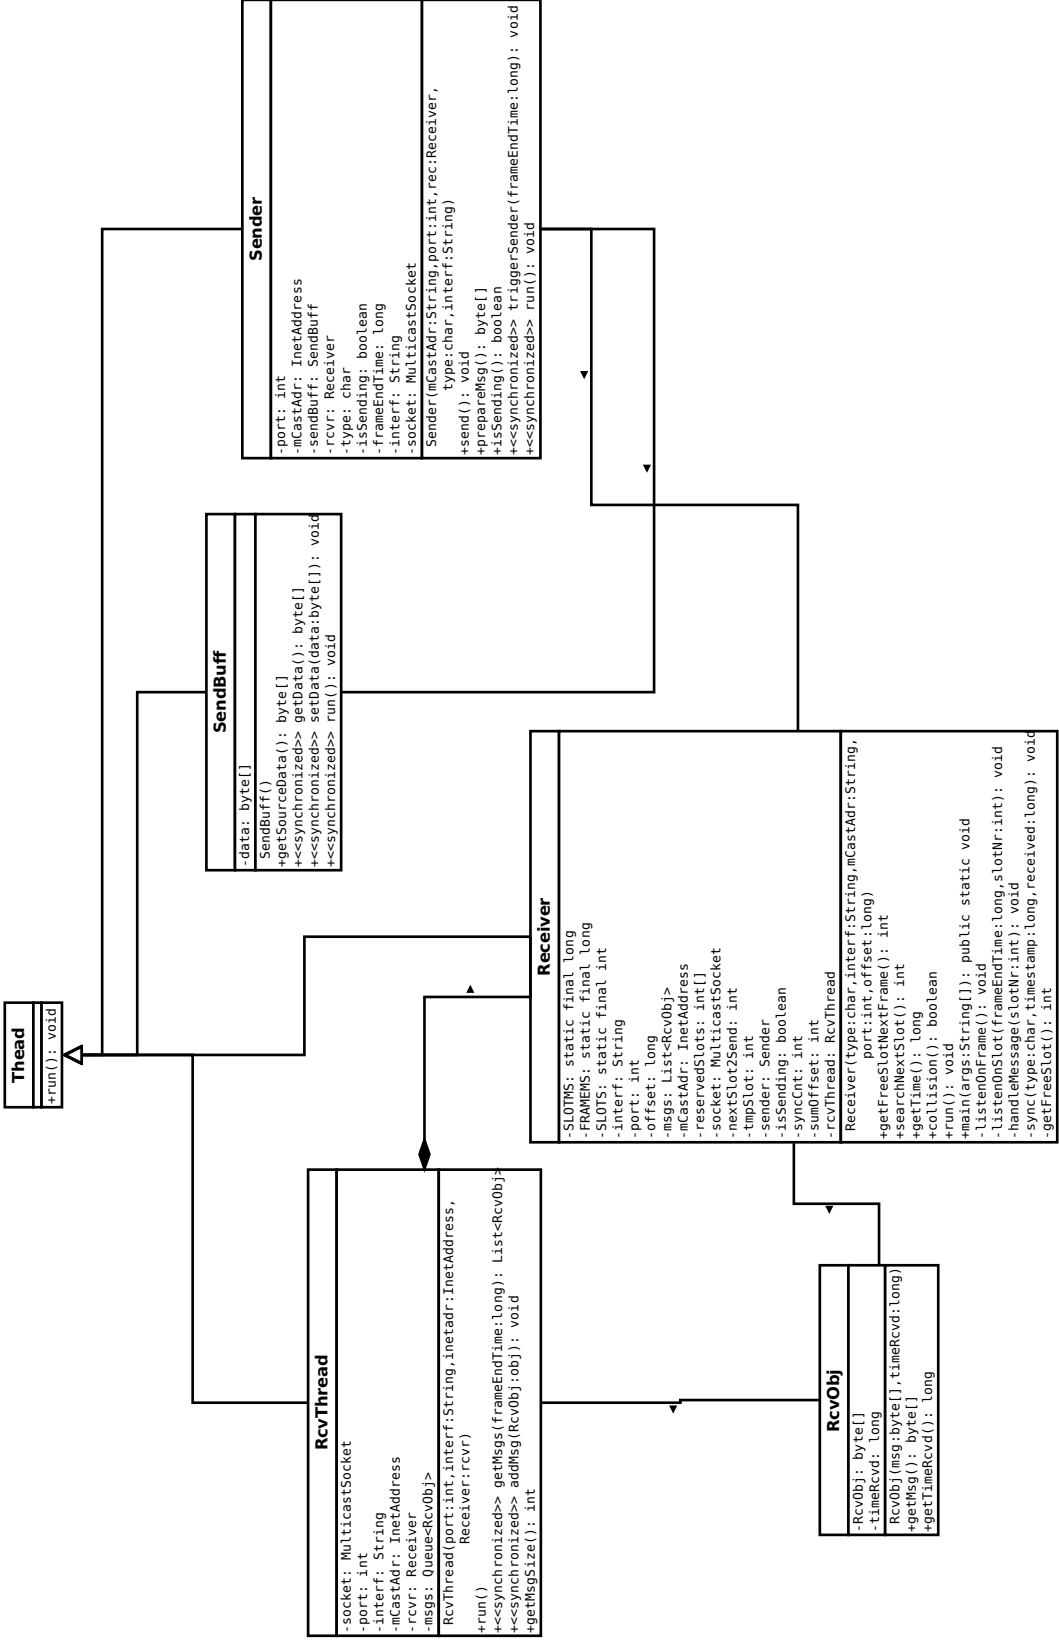 Thead
+run(): void
RcvThread
-socket: MulticastSocket
-port: int
-interf: String
-mCastAdr: InetAddress
-rcvr: Receiver
-msgs: Queue<RcvObj>
RcvThread(port:int,interf:String,inetadr:InetAddress,
Receiver:rcvr)
+run()
+<<synchronized>> getMsgs(frameEndTime:long): List<RcvObj>
+<<synchronized>> addMsg(RcvObj:obj): void
+getMsgSize(): int
SendBuff
-data: byte[]
SendBuff()
+getSourceData(): byte[]
+<<synchronized>> getData(): byte[]
+<<synchronized>> setData(data:byte[]): void
+<<synchronized>> run(): void
Sender
-port: int
-mCastAdr: InetAddress
-sendBuff: SendBuff
-rcvr: Receiver
-type: char
-isSending: boolean
-frameEndTime: long
-interf: String
-socket: MulticastSocket
Sender(mCastAdr:String,port:int,rec:Receiver,
type:char,interf:String)
+send(): void
+prepareMsg(): byte[]
+isSending(): boolean
+<<synchronized>> triggerSender(frameEndTime:long): void
+<<synchronized>> run(): void
Receiver
-SLOTMS: static final long
-FRAMEMS: static final long
-SLOTS: static final int
-interf: String
-port: int
-offset: long
-msgs: List<RcvObj>
-mCastAdr: InetAddress
-reservedSlots: int[]
-socket: MulticastSocket
-nextSlot2Send: int
-tmpSlot: int
-sender: Sender
-isSending: boolean
-syncCnt: int
-sumOffset: int
-rcvThread: RcvThread
Receiver(type:char,interf:String,mCastAdr:String,
port:int,offset:long)
+getFreeSlotNextFrame(): int
+searchNextSlot(): int
+getTime(): long
+collision(): boolean
+run(): void
+main(args:String[]): public static void
-listenOnFrame(): void
-listenOnSlot(frameEndTime:long,slotNr:int): void
-handleMessage(slotNr:int): void
-sync(type:char,timestamp:long,received:long): void
-getFreeSlot(): int
RcvObj
-RcvObj: byte[]
-timeRcvd: long
RcvObj(msg:byte[],timeRcvd:long)
+getMsg(): byte[]
+getTimeRcvd(): long